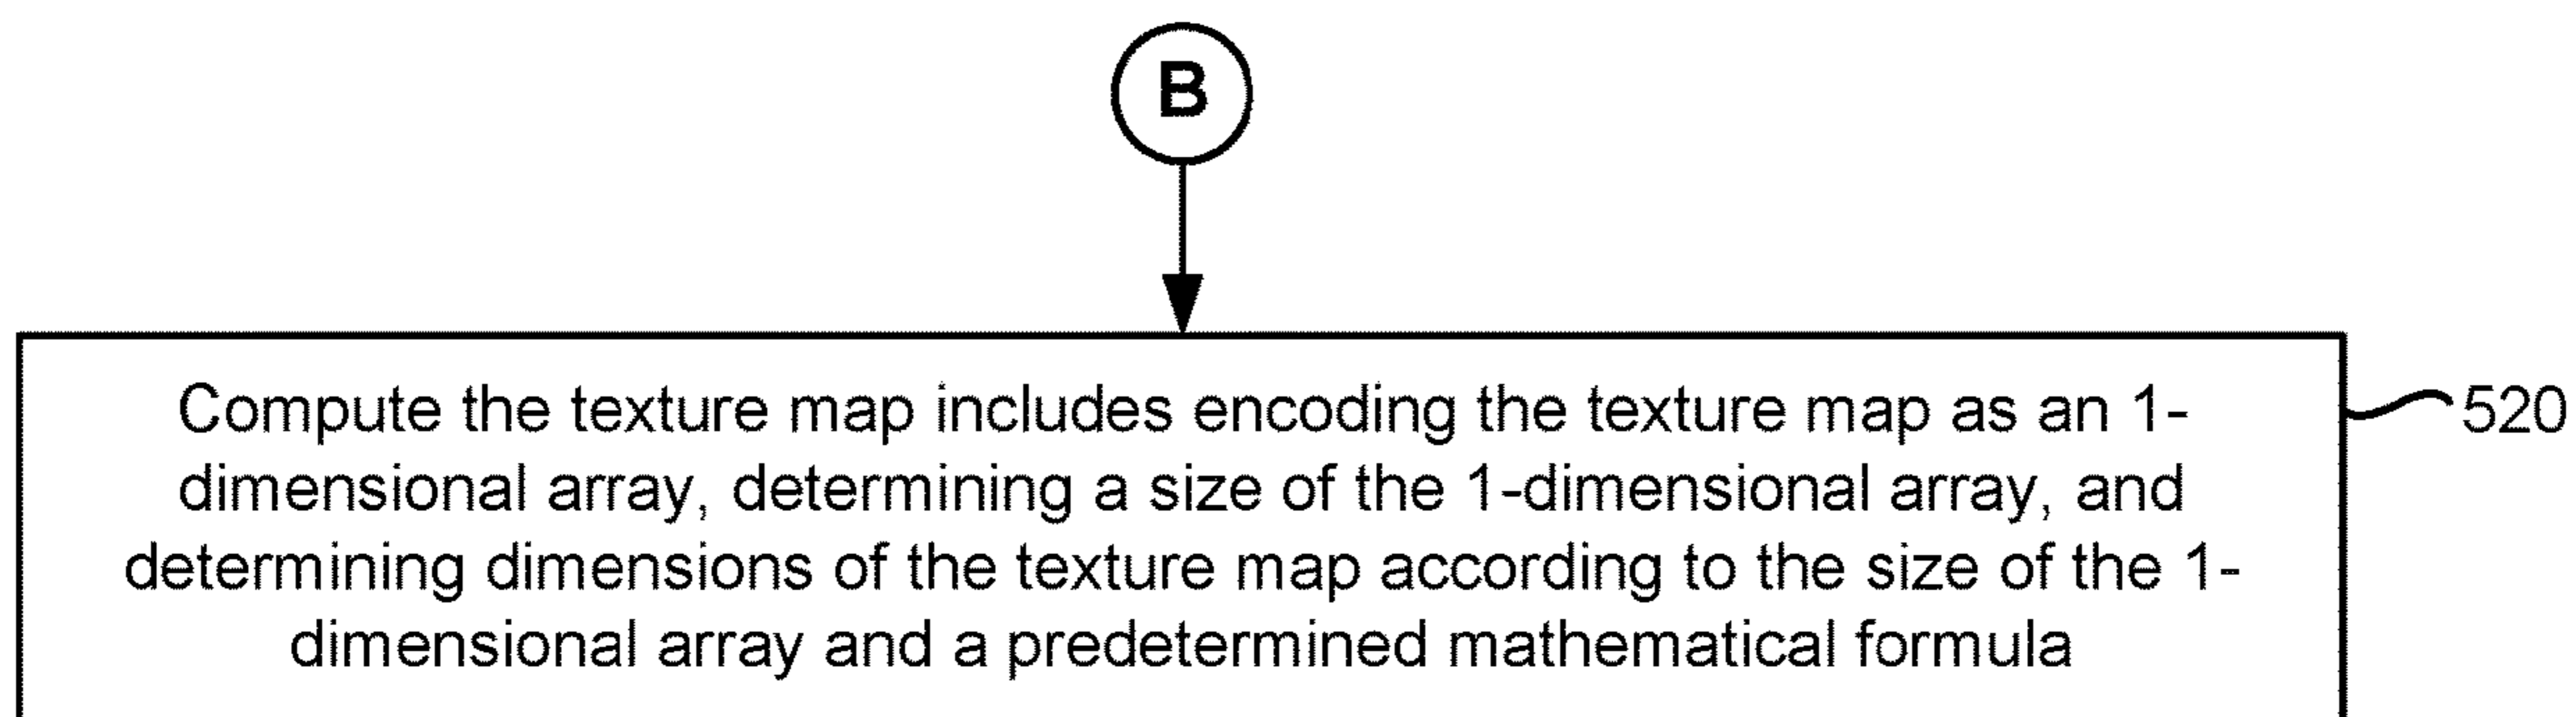 B
Compute the texture map includes encoding the texture map as an 1-
520
dimensional array, determining a size of the 1-dimensional array, and
determining dimensions of the texture map according to the size of the 1-
dimensional array and a predetermined mathematical formula